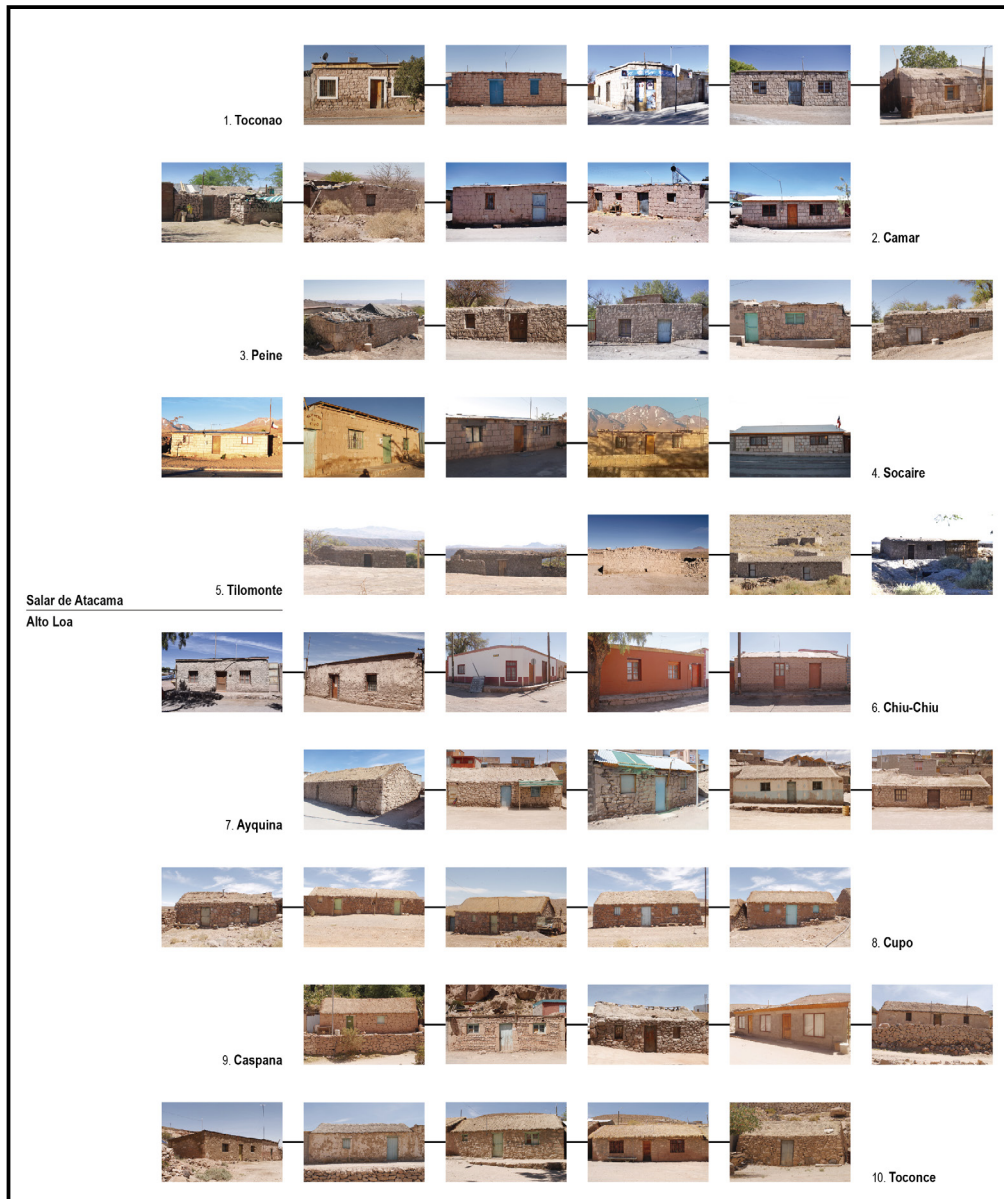 1. Toconao
2. Camar
3. Peine
4. Socaire
5. Tilomonte
Salar de Atacama
Alto Loa
6. Chiu-Chiu
7. Ayquina
8. Cupo
9. Caspana
10. Toconce